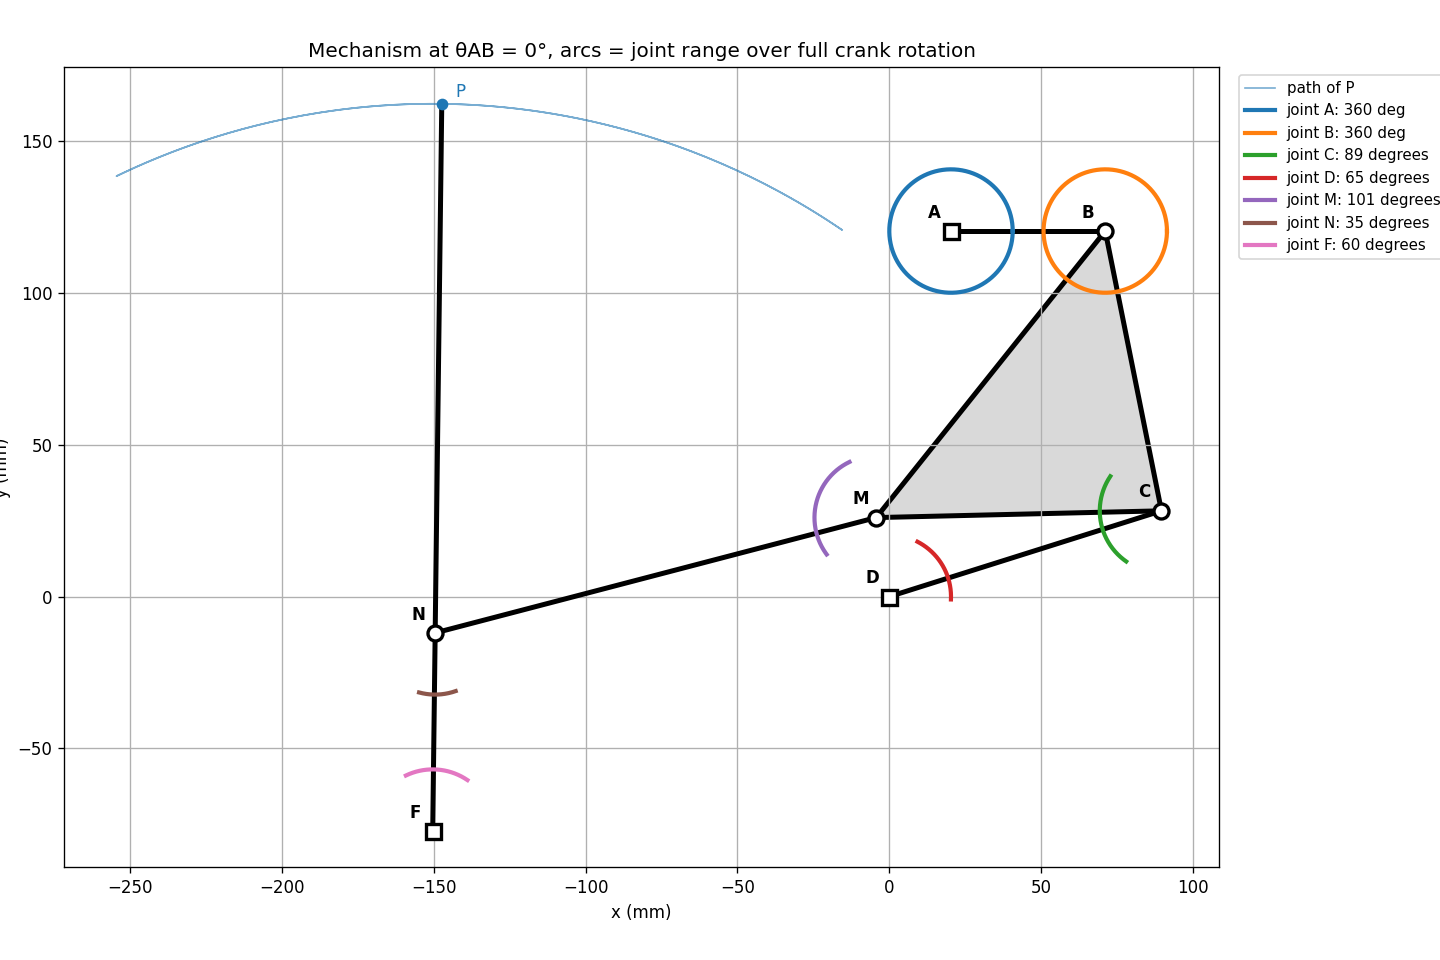 Mechanism at θAB = 0°, arcs = joint range over full crank rotation
path of P
joint A: 360 deg
joint B: 360 deg
joint C: 89 degrees
joint D: 65 degrees
joint M: 101 degrees
joint N: 35 degrees
joint F: 60 degrees
P
A
B
M
C
D
N
F
150
100
50
0
−50
y (mm)
−250
−200
−150
−100
−50
0
50
100
x (mm)